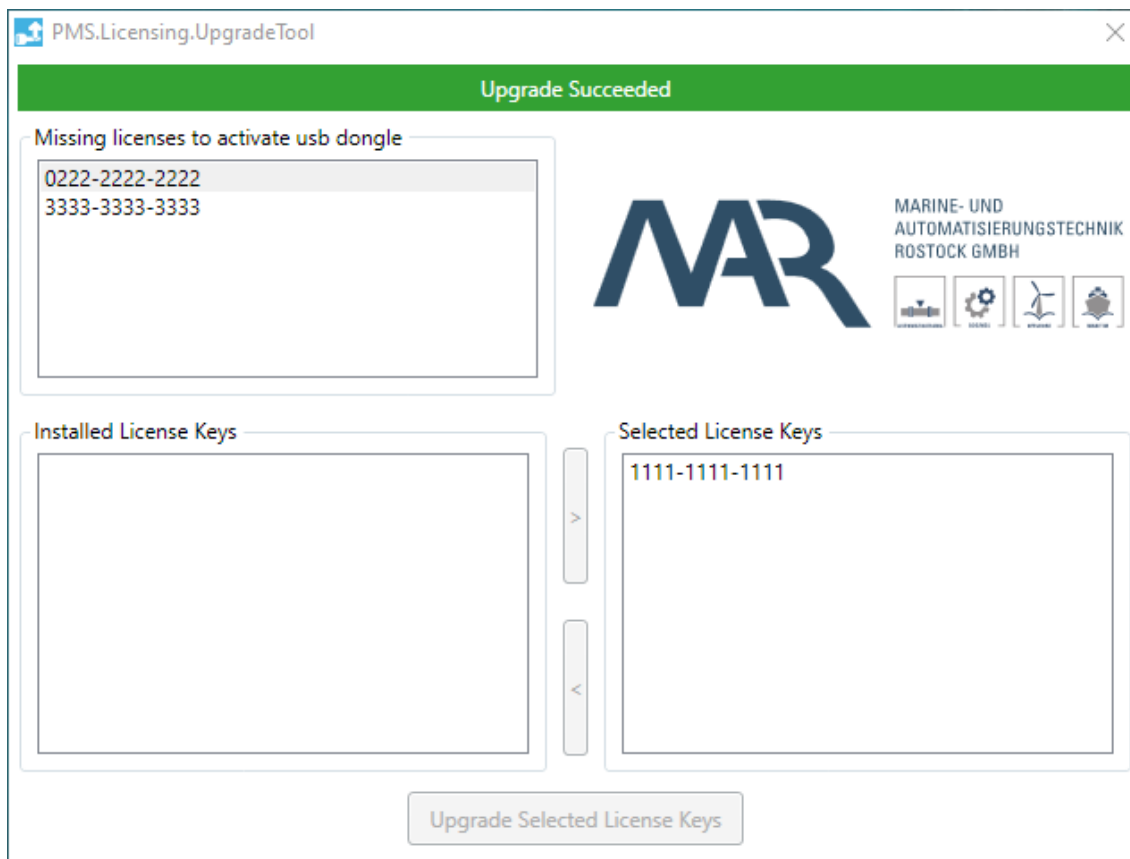 PMS.Licensing.UpgradeTool
Upgrade Succeeded
Missing licenses to activate usb dongle
0222-2222-2222
3333-3333-3333
MAR
MARINE- UND
AUTOMATISIERUNGSTECHNIK
ROSTOCK GMBH
Installed License Keys
>
<
Selected License Keys
1111-1111-1111
Upgrade Selected License Keys